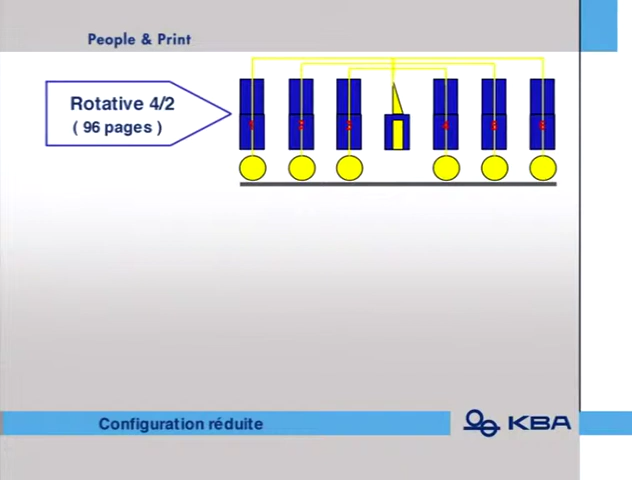 People & Print
Rotative 4/2
( 96 pages )
Configuration réduite
KBA